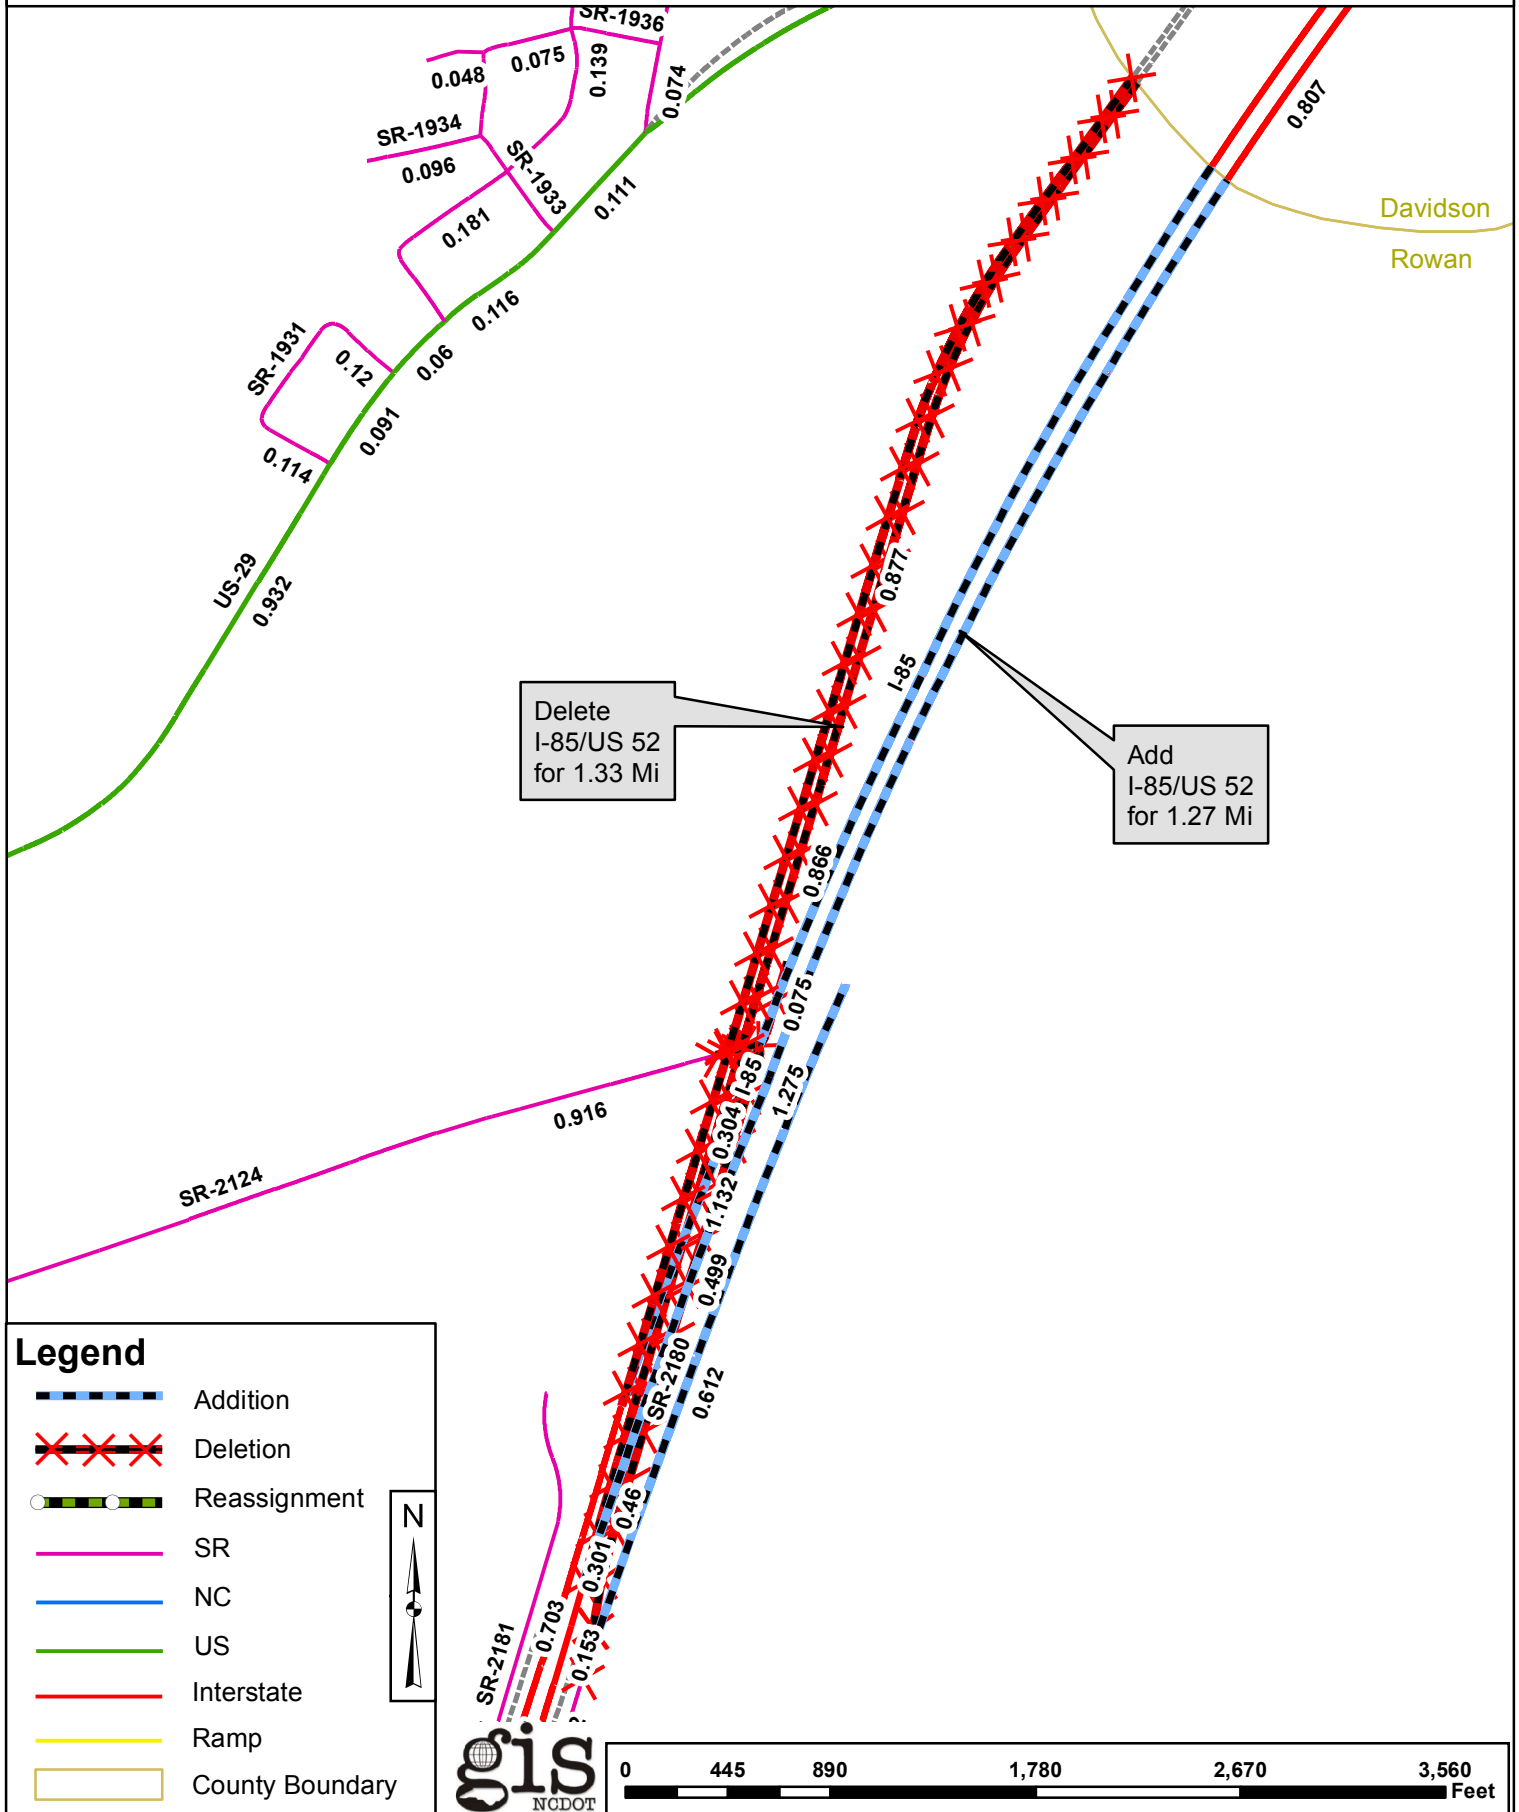 SR-1936
0.048
0.075
0.139
0.074
SR-1934
0.096
SR-1933
0.111
0.181
0.116
SR-1931
0.12
0.06
0.091
0.114
US-29
0.932
0.807
Davidson
Rowan
0.877
I-85
Delete
I-85/US 52
for 1.33 Mi
Add
I-85/US 52
for 1.27 Mi
0.866
0.075
I-85
1.275
0.304
0.916
SR-2124
1.132
0.499
SR-2180
0.612
0.46
0.301
0.703
0.153
SR-2181
Legend
Addition
Deletion
Reassignment
SR
NC
US
Interstate
Ramp
County Boundary
N
gis
NCDOT
0 445 890 1,780 2,670 3,560
Feet